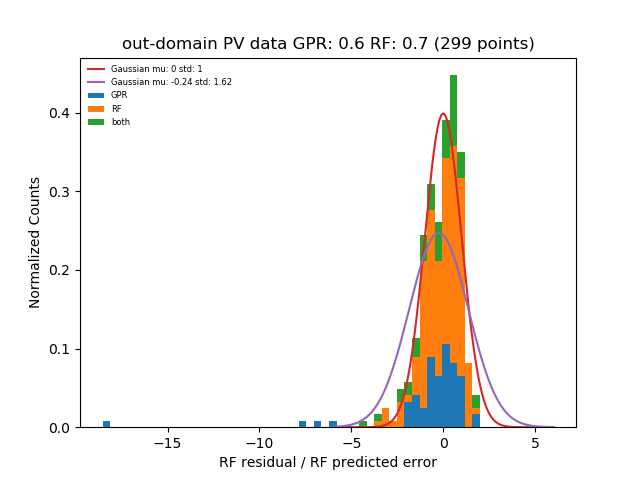 out-domain PV data GPR: 0.6 RF: 0.7 (299 points)
Gaussian mu: 0 std: 1
Gaussian mu: -0.24 std: 1.62
GPR
RF
both
Normalized Counts
0.4
0.3
0.2
0.1
0.0
−15
−10
−5
0
5
RF residual / RF predicted error